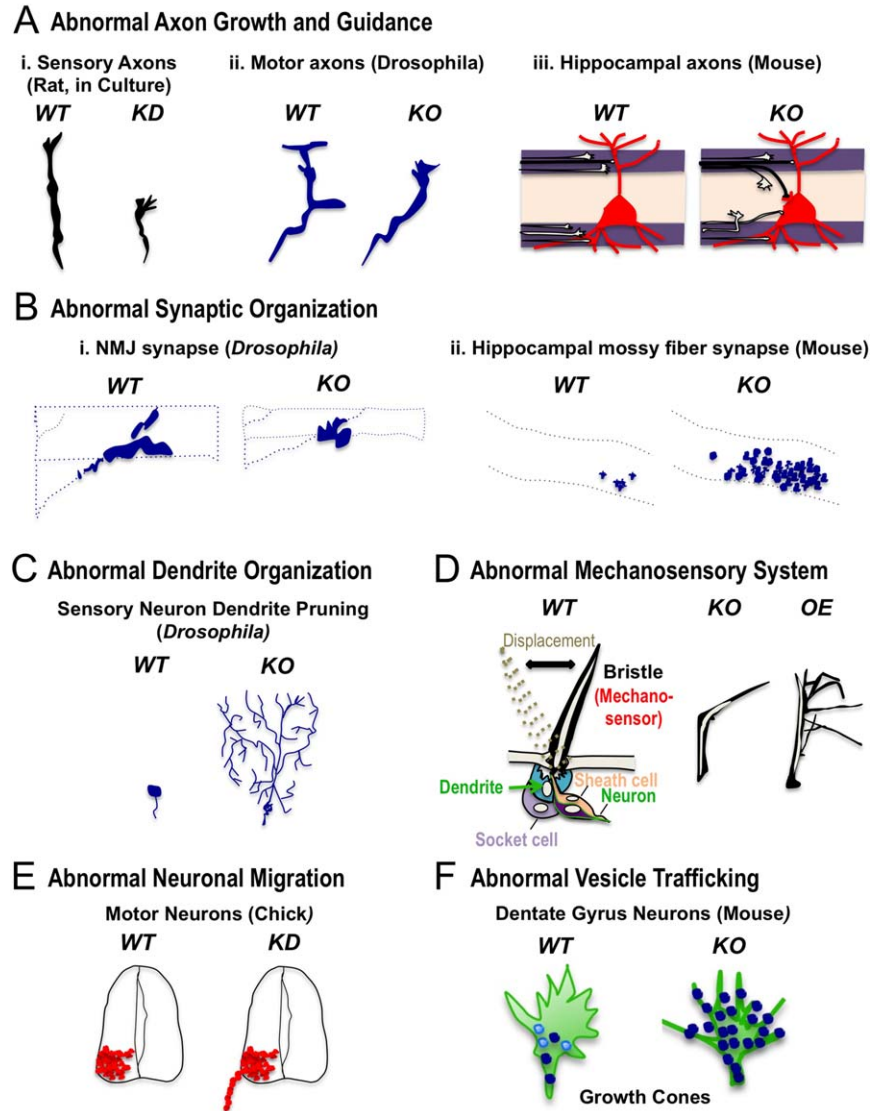 A Abnormal Axon Growth and Guidance
i. Sensory Axons
(Rat, in Culture)
WT KD
ii. Motor axons (Drosophila)
WT KO
iii. Hippocampal axons (Mouse)
WT KO
B Abnormal Synaptic Organization
i. NMJ synapse (Drosophila)
WT KO
ii. Hippocampal mossy fiber synapse (Mouse)
WT KO
C Abnormal Dendrite Organization
Sensory Neuron Dendrite Pruning
(Drosophila)
WT KO
D Abnormal Mechanosensory System
WT KO OE
Displacement
Bristle
(Mechano-
sensor)
Dendrite
Sheath cell
Neuron
Socket cell
E Abnormal Neuronal Migration
Motor Neurons (Chick)
WT KD
F Abnormal Vesicle Trafficking
Dentate Gyrus Neurons (Mouse)
WT KO
Growth Cones